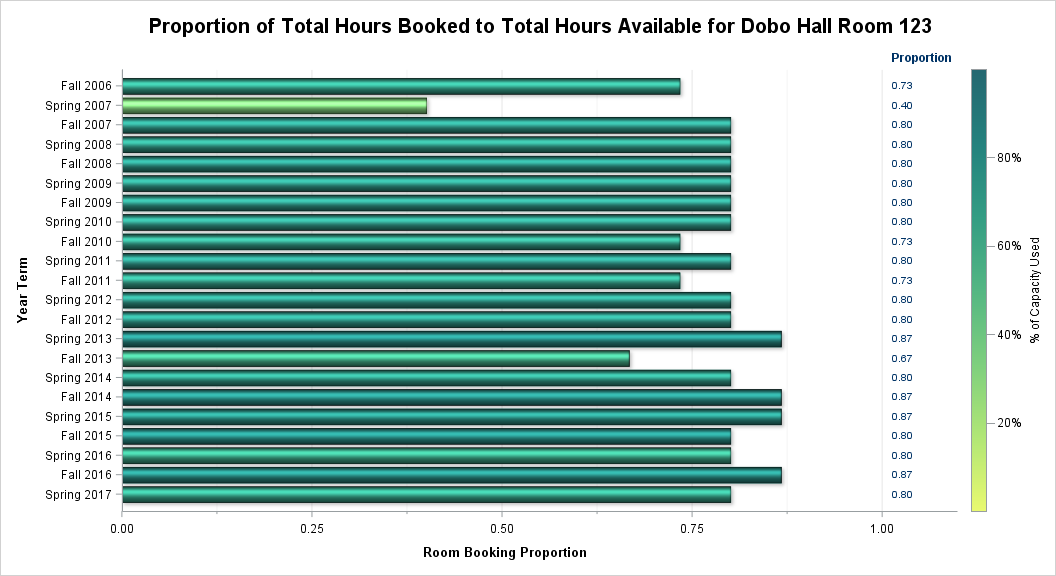 Proportion of Total Hours Booked to Total Hours Available for Dobo Hall Room 123
Proportion
Fall 2006 0.73
Spring 2007 0.40
Fall 2007 0.80
Spring 2008 0.80
Fall 2008 0.80
Spring 2009 0.80
Fall 2009 0.80
Spring 2010 0.80
Fall 2010 0.73
Spring 2011 0.80
Fall 2011 0.73
Spring 2012 0.80
Fall 2012 0.80
Spring 2013 0.87
Fall 2013 0.67
Spring 2014 0.80
Fall 2014 0.87
Spring 2015 0.87
Fall 2015 0.80
Spring 2016 0.80
Fall 2016 0.87
Spring 2017 0.80
Year Term
0.00 0.25 0.50 0.75 1.00
Room Booking Proportion
80%
60%
40%
20%
% of Capacity Used